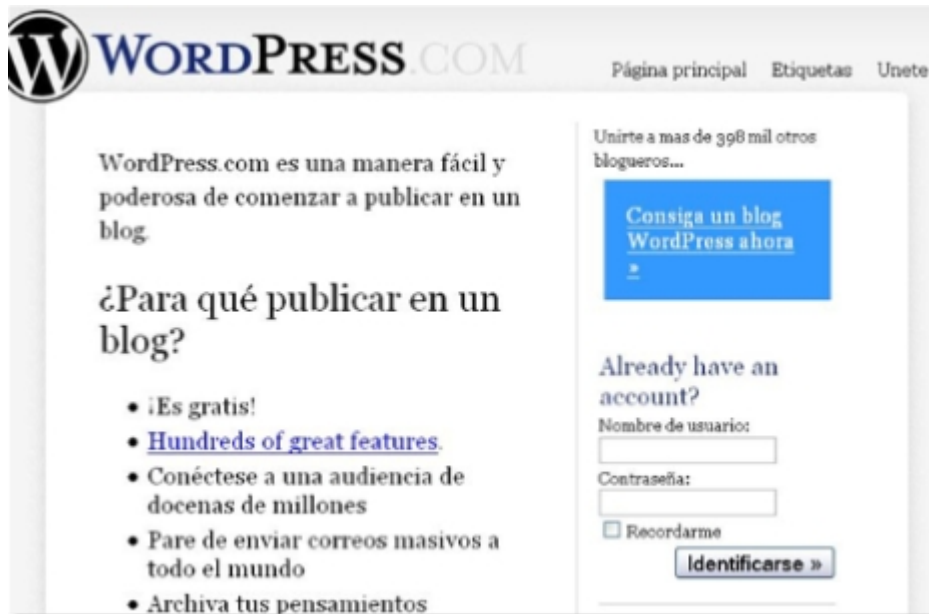 WORDPRESS.COM
Página principal Etiquetas Unete
WordPress.com es una manera fácil y
poderosa de comenzar a publicar en un
blog.
¿Para qué publicar en un
blog?
• ¡Es gratis!
• Hundreds of great features.
• Conéctese a una audiencia de
docenas de millones
• Pare de enviar correos masivos a
todo el mundo
• Archiva tus pensamientos
Unirte a mas de 398 mil otros
blogueros...
Consiga un blog
WordPress ahora
»
Already have an
account?
Nombre de usuario:
Contraseña:
Recordarme
Identificarse »